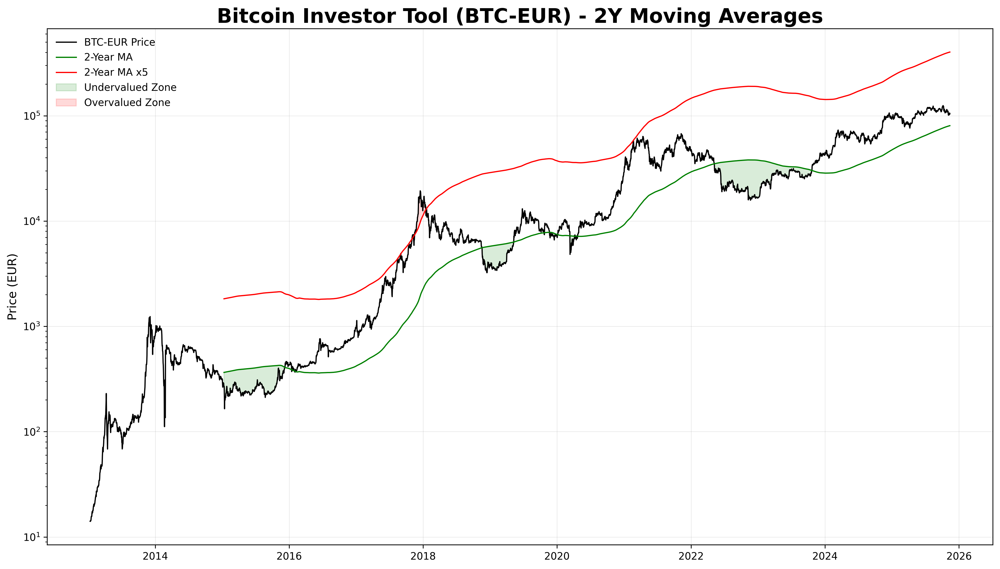 Bitcoin Investor Tool (BTC-EUR) - 2Y Moving Averages
BTC-EUR Price
2-Year MA
2-Year MA x5
Undervalued Zone
Overvalued Zone
Price (EUR)
10⁵
10⁴
10³
10²
10¹
2014 2016 2018 2020 2022 2024 2026